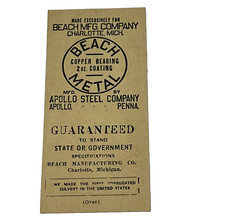 MADE EXCLUSIVELY FOR
BEACH MFG. COMPANY
CHARLOTTE, MICH.
BEACH
COPPER BEARING
2 oz. COATING
METAL
MFD. BY
APOLLO STEEL COMPANY
APOLLO, - - - PENNA.
GUARANTEED
TO STAND
STATE OR GOVERNMENT
SPECIFICATIONS
BEACH MANUFACTURING CO.
Charlotte, Michigan.
WE MADE THE FIRST CORRUGATED
CULVERT IN THE UNITED STATES
(Over)